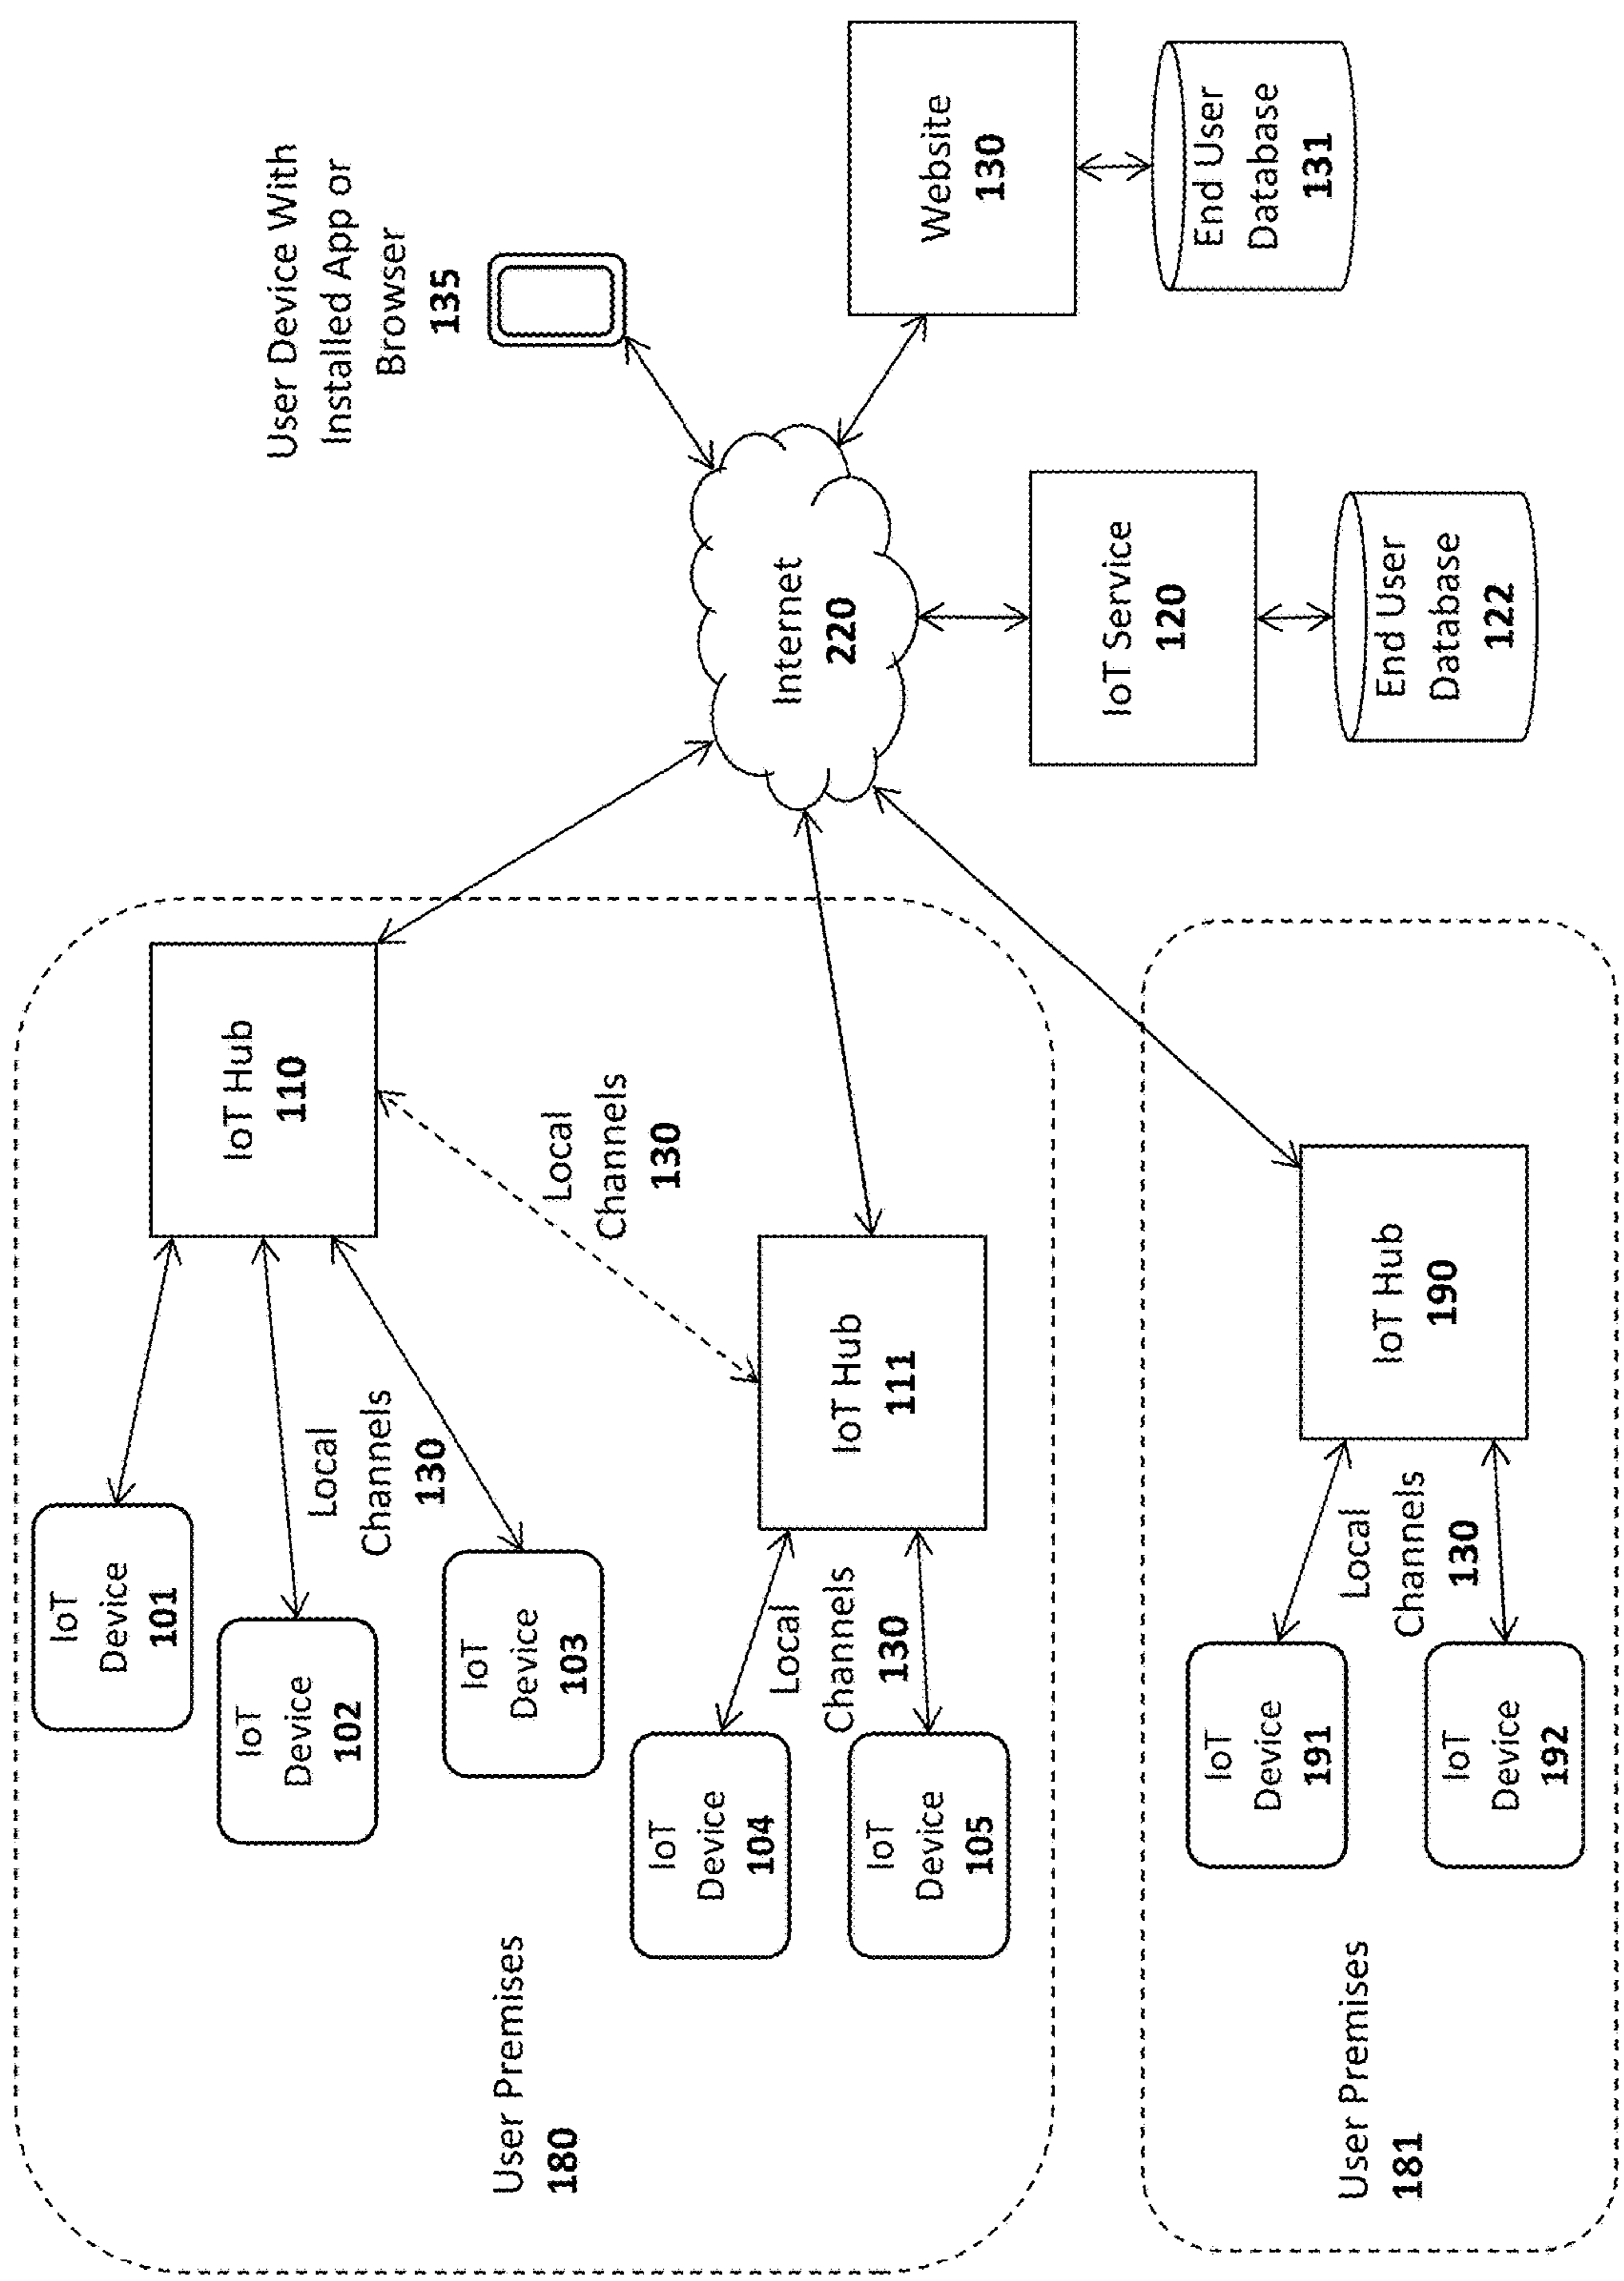 User Premises
180
IoT
Device
101
IoT
Device
102
IoT
Device
103
Local
Channels
130
IoT Hub
110
IoT
Device
104
IoT
Device
105
Local
Channels
130
IoT Hub
111
Local
Channels
130
User Premises
181
IoT
Device
191
IoT
Device
192
Local
Channels
130
IoT Hub
190
Internet
220
User Device With
Installed App or
Browser
135
IoT Service
120
End User
Database
122
Website
130
End User
Database
131